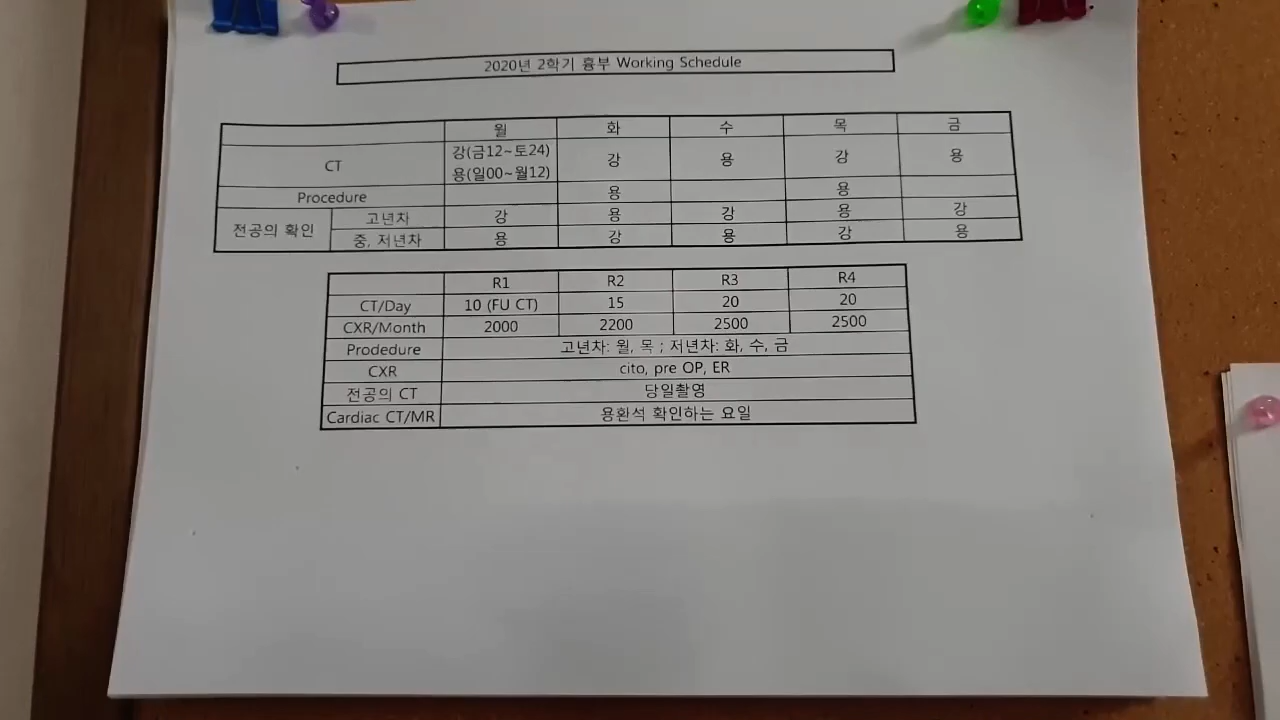 2020년 2학기 흉부 Working Schedule
월 화 수 목 금
CT 강(금12~토24) 용(일00~월12) 강 용 강 용
Procedure 용 용
전공의 확인 고년차 강 용 강 용 강
중, 저년차 용 강 용 강 용
R1 R2 R3 R4
CT/Day 10 (FU CT) 15 20 20
CXR/Month 2000 2200 2500 2500
Prodedure 고년차: 월, 목 ; 저년차: 화, 수, 금
CXR cito, pre OP, ER
전공의 CT 당일촬영
Cardiac CT/MR 용환석 확인하는 요일